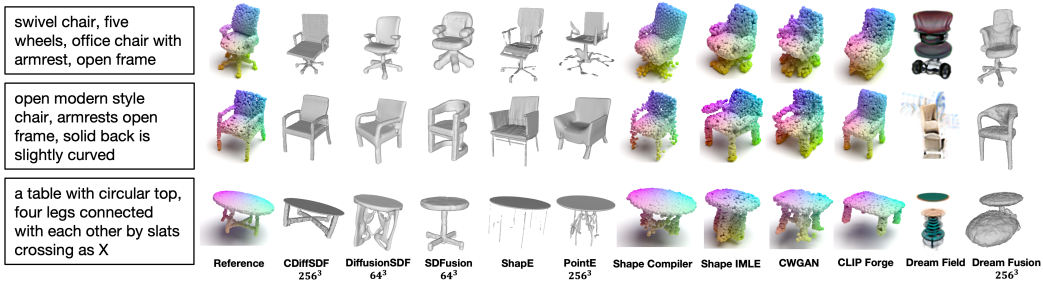 swivel chair, five
wheels, office chair with
armrest, open frame
open modern style
chair, armrests open
frame, solid back is
slightly curved
a table with circular top,
four legs connected
with each other by slats
crossing as X
Reference CDiffSDF DiffusionSDF SDFusion ShapE PointE Shape Compiler Shape IMLE CWGAN CLIP Forge Dream Field Dream Fusion
256³ 64³ 64³ 256³ 256³